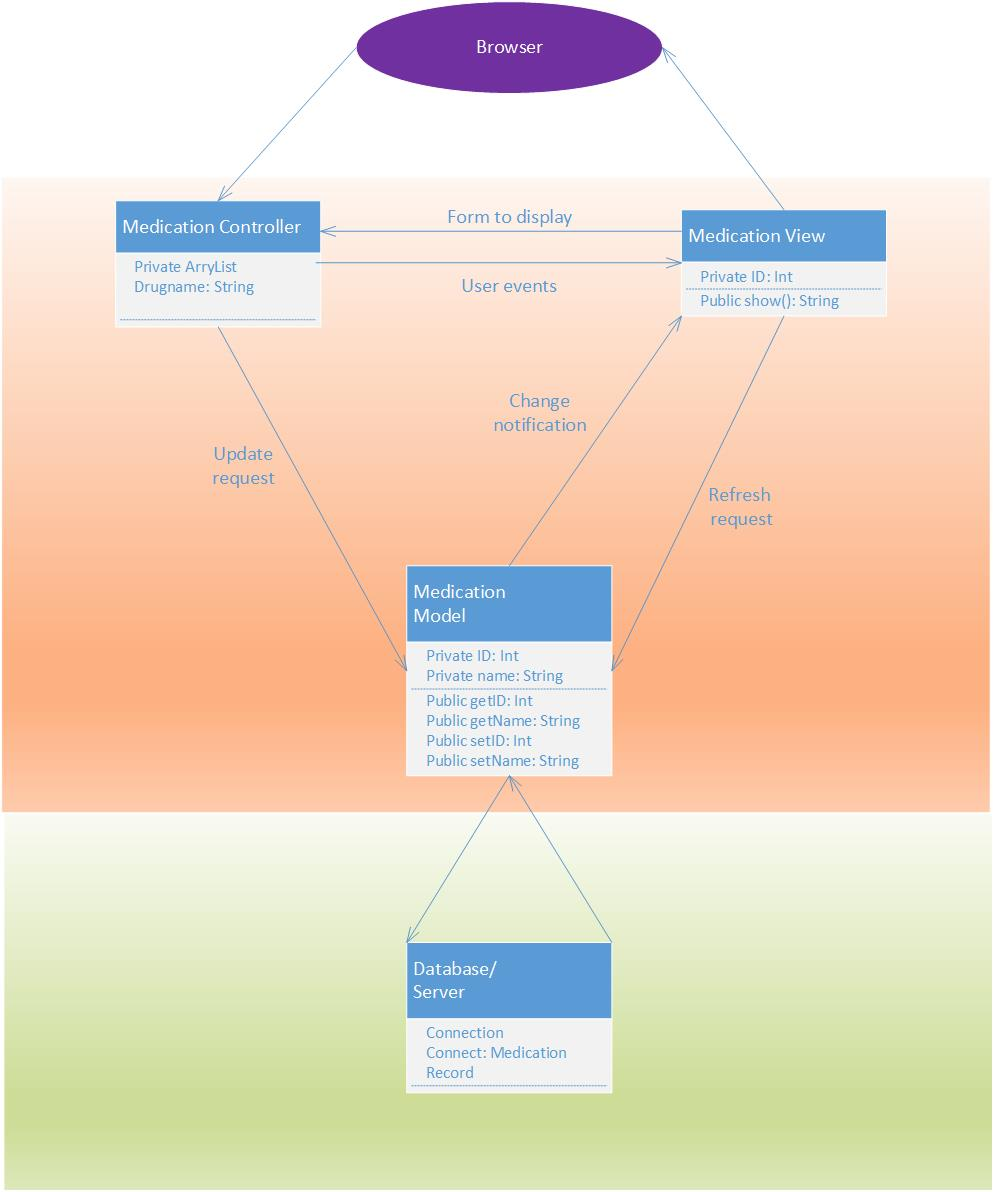 Browser
Medication Controller
Private ArryList
Drugname: String
Form to display
User events
Medication View
Private ID: Int
Public show(): String
Change
notification
Update
request
Refresh
request
Medication
Model
Private ID: Int
Private name: String
Public getID: Int
Public getName: String
Public setID: Int
Public setName: String
Database/
Server
Connection
Connect: Medication
Record